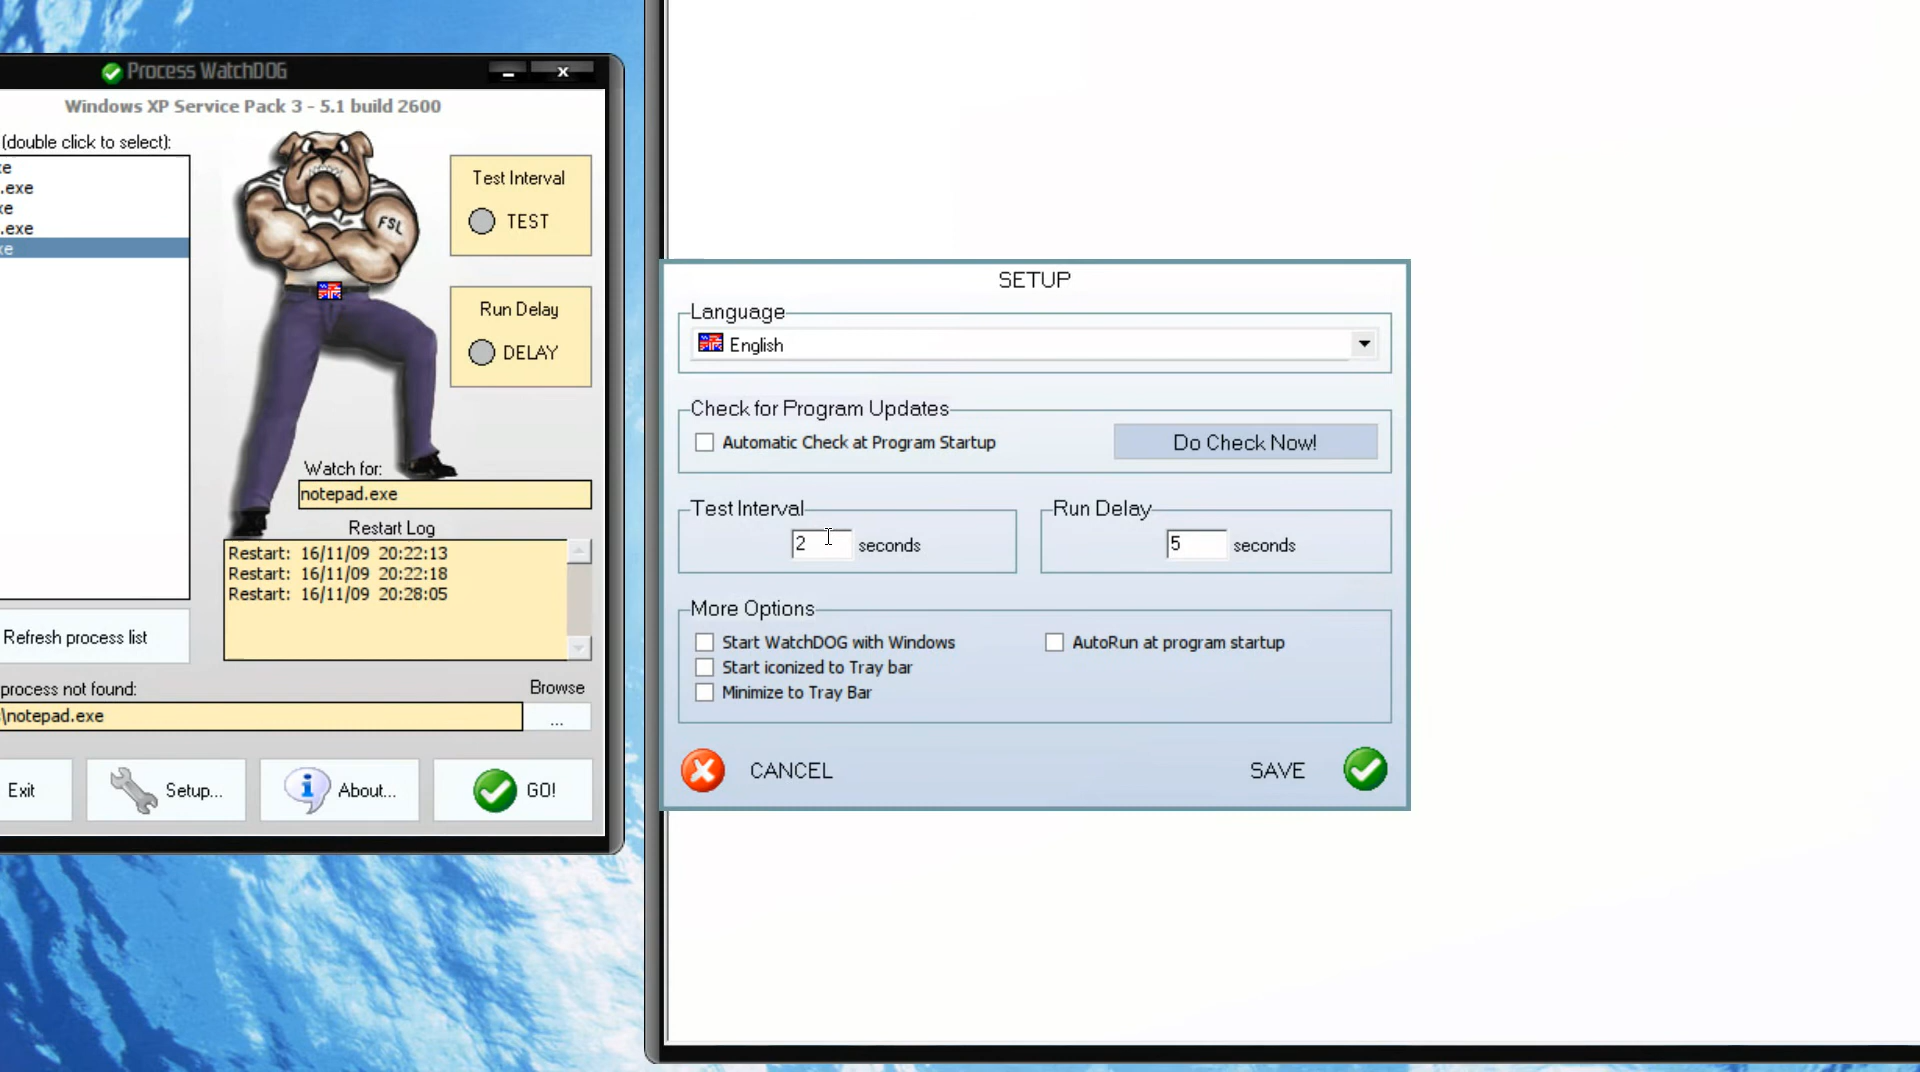 Process WatchDOG
Windows XP Service Pack 3 - 5.1 build 2600
(double click to select):
xe
.exe
xe
.exe
xe
FSL
Test Interval
TEST
Run Delay
DELAY
Watch for:
notepad.exe
Restart Log
Restart: 16/11/09 20:22:13
Restart: 16/11/09 20:22:18
Restart: 16/11/09 20:28:05
Refresh process list
process not found:
Browse
\notepad.exe
...
Exit
Setup...
About...
GO!
SETUP
Language
English
Check for Program Updates
Automatic Check at Program Startup
Do Check Now!
Test Interval
2 seconds
Run Delay
5 seconds
More Options
Start WatchDOG with Windows
AutoRun at program startup
Start iconized to Tray bar
Minimize to Tray Bar
CANCEL
SAVE